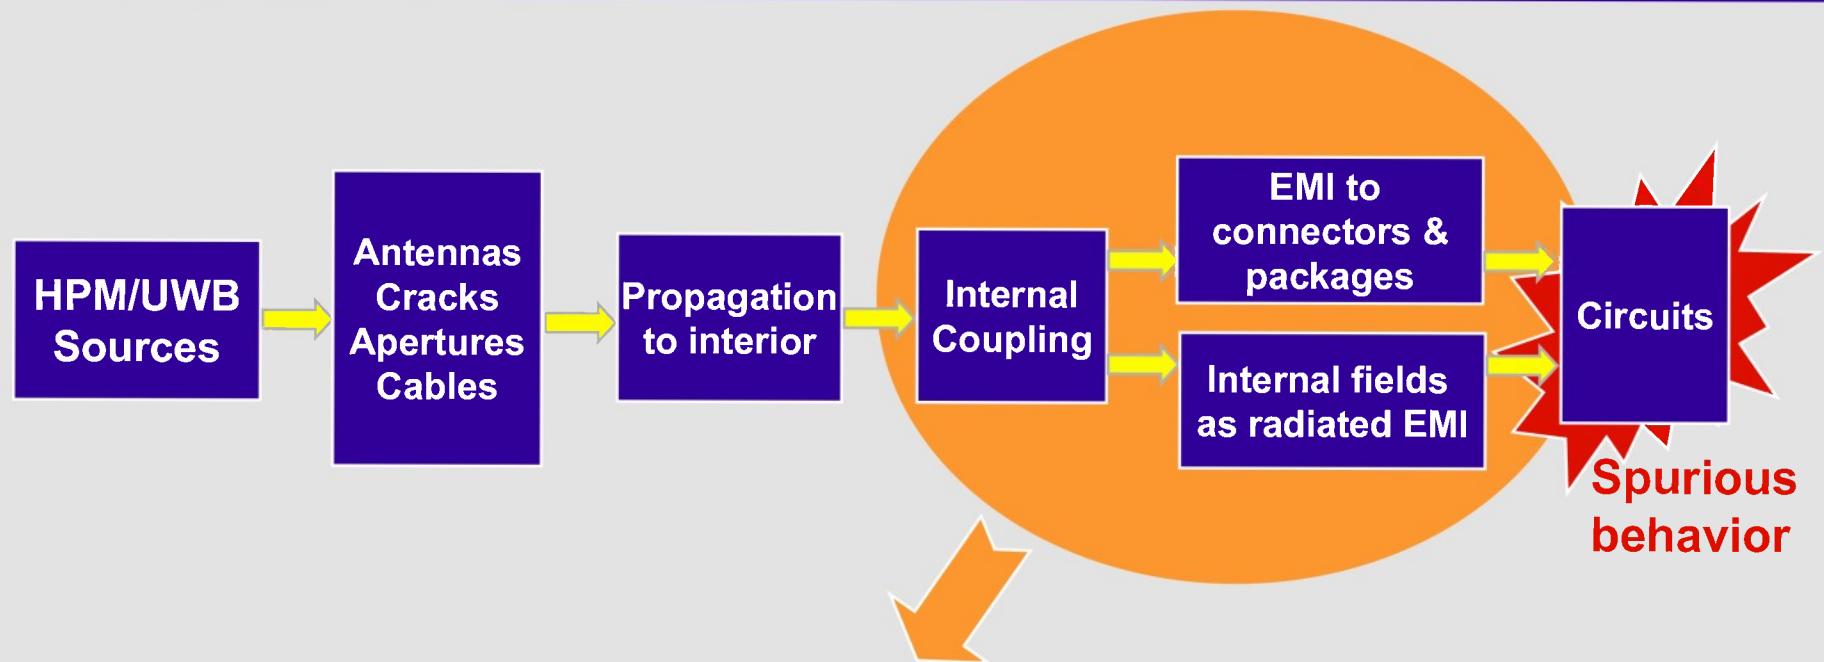 HPM/UWB
Sources
Antennas
Cracks
Apertures
Cables
Propagation
to interior
Internal
Coupling
EMI to
connectors &
packages
Internal fields
as radiated EMI
Circuits
Spurious
behavior